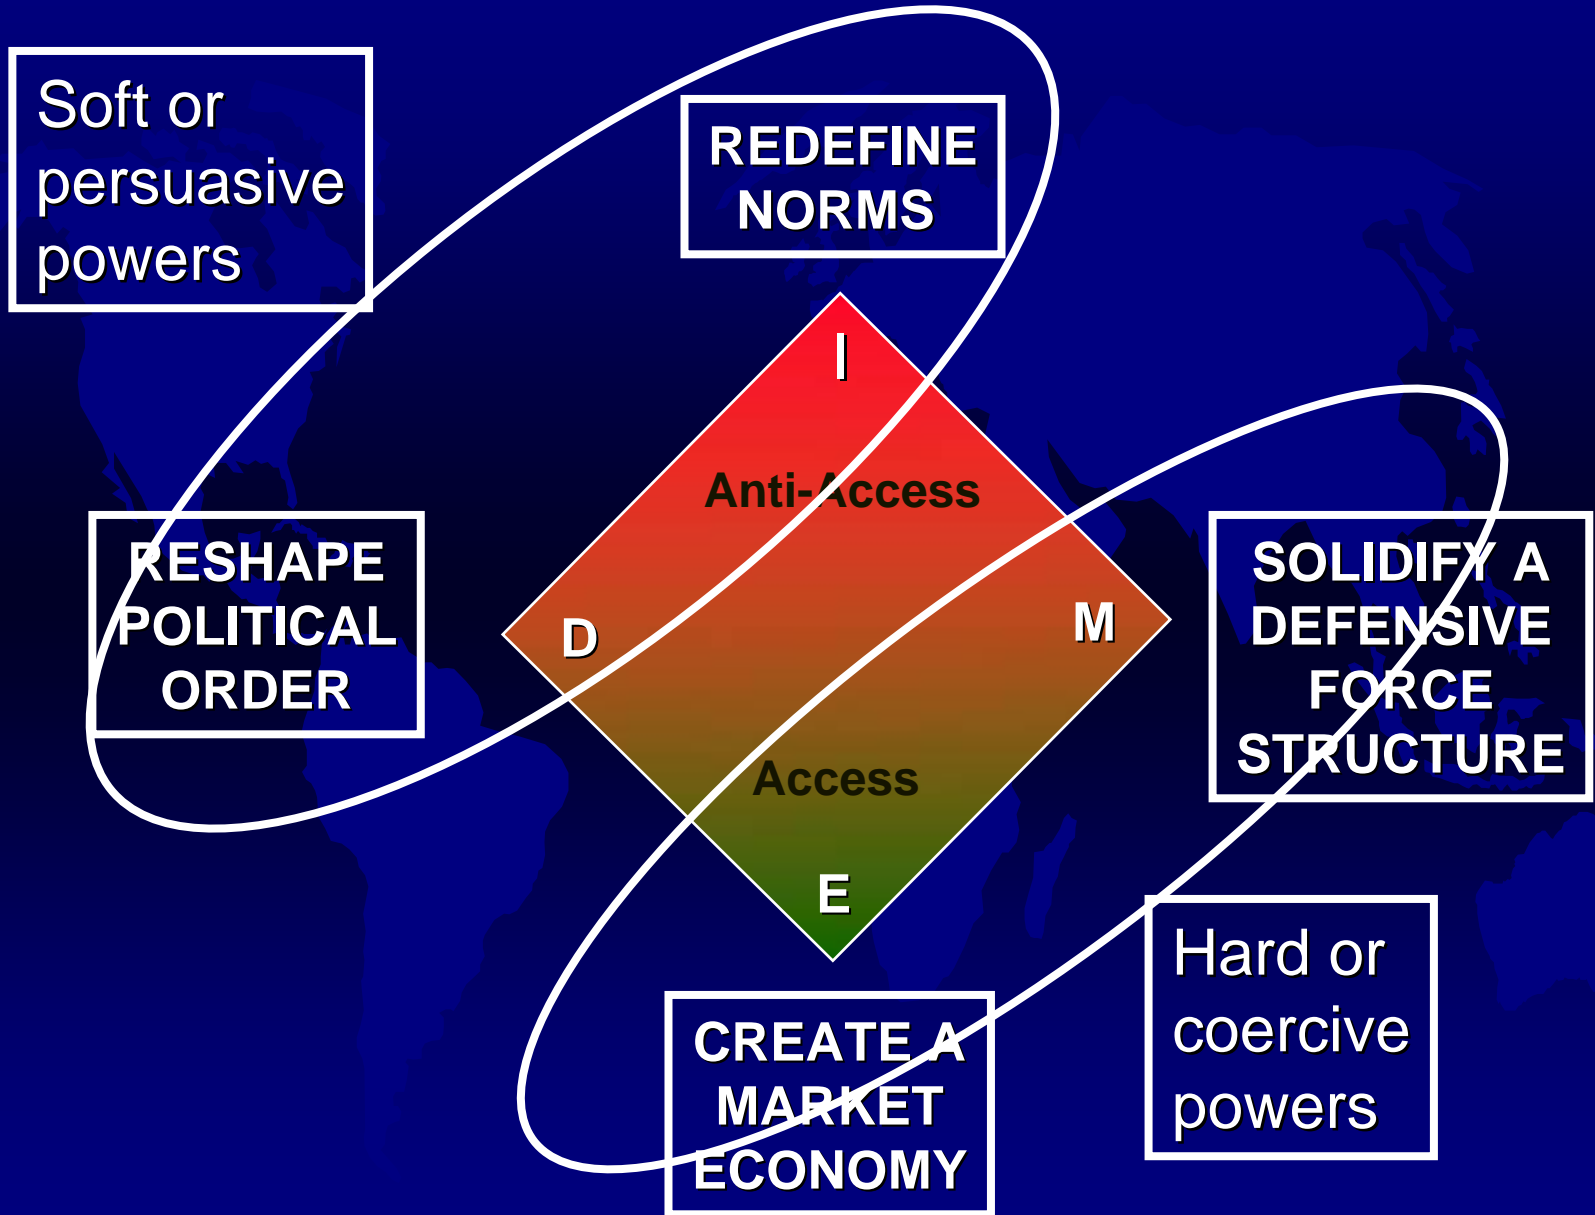 Soft or
persuasive
powers
REDEFINE
NORMS
I
Anti-Access
RESHAPE
POLITICAL
ORDER
D
M
SOLIDIFY A
DEFENSIVE
FORCE
STRUCTURE
Access
E
CREATE A
MARKET
ECONOMY
Hard or
coercive
powers